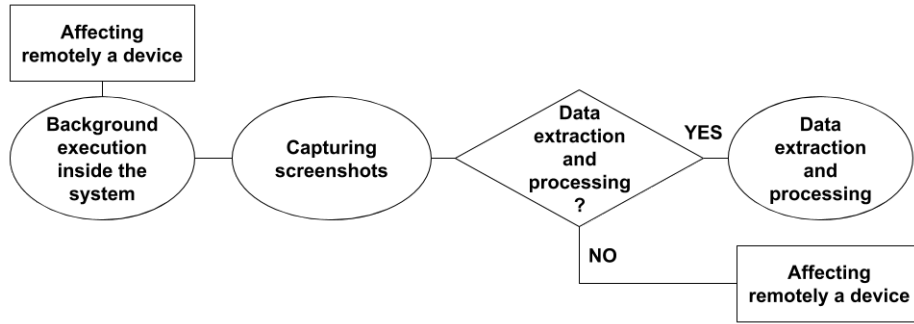 Affecting
remotely a device
Background
execution
inside the
system
Capturing
screenshots
Data
extraction
and
processing
?
YES
Data
extraction
and
processing
NO
Affecting
remotely a device